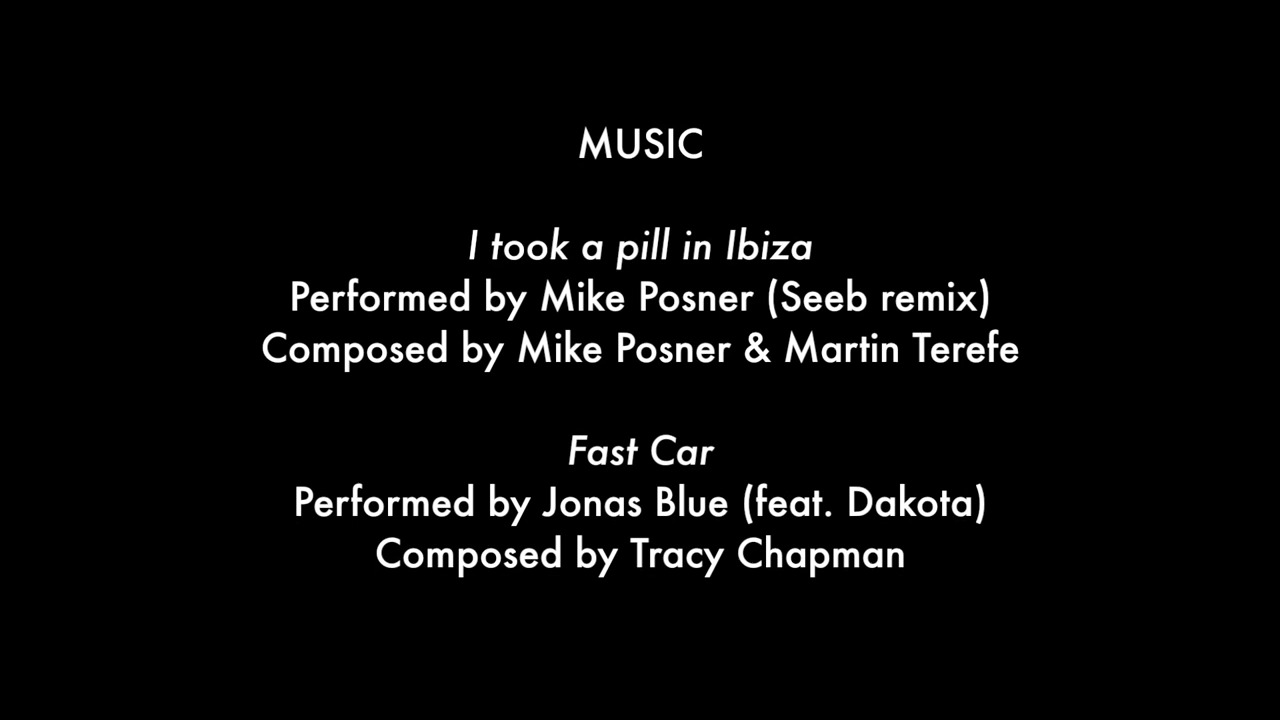 MUSIC
I took a pill in Ibiza
Performed by Mike Posner (Seeb remix)
Composed by Mike Posner & Martin Terefe
Fast Car
Performed by Jonas Blue (feat. Dakota)
Composed by Tracy Chapman